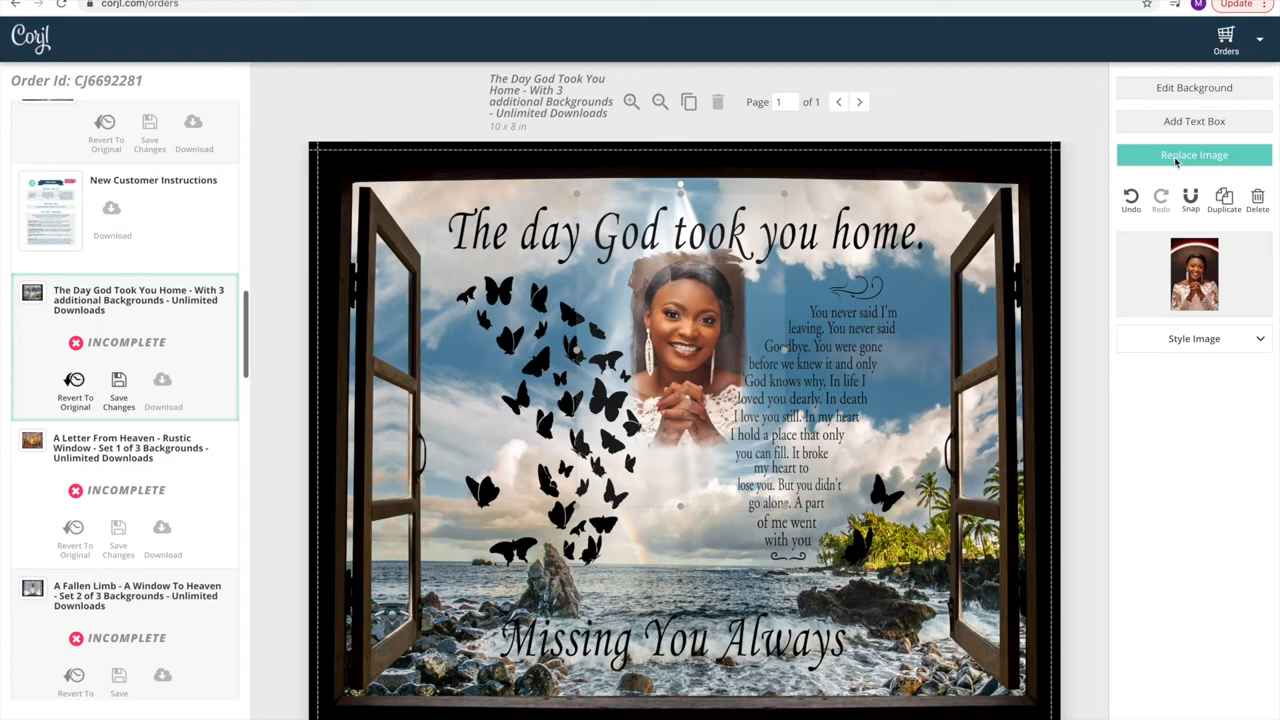 corjl.com/orders
M
Update
Corjl
Orders
Order Id: CJ6692281
Revert To
Original
Save
Changes
Download
New Customer Instructions
Download
The Day God Took You Home - With 3
additional Backgrounds - Unlimited
Downloads
INCOMPLETE
Revert To
Original
Save
Changes
Download
A Letter From Heaven - Rustic
Window - Set 1 of 3 Backgrounds -
Unlimited Downloads
INCOMPLETE
Revert To
Original
Save
Changes
Download
A Fallen Limb - A Window To Heaven
- Set 2 of 3 Backgrounds - Unlimited
Downloads
INCOMPLETE
Revert To
Save
The Day God Took You
Home - With 3
additional Backgrounds
- Unlimited Downloads
10 x 8 in
Page 1 of 1
The day God took you home.
You never said I'm
leaving. You never said
Goodbye. You were gone
before we knew it and only
God knows why, In life I
loved you dearly. In death
I love you still. In my heart
I hold a place that only
you can fill. It broke
my heart to
lose you. But you didn't
go alone. A part
of me went
with you
Missing You Always
Edit Background
Add Text Box
Replace Image
Undo
Redo
Snap
Duplicate
Delete
Style Image